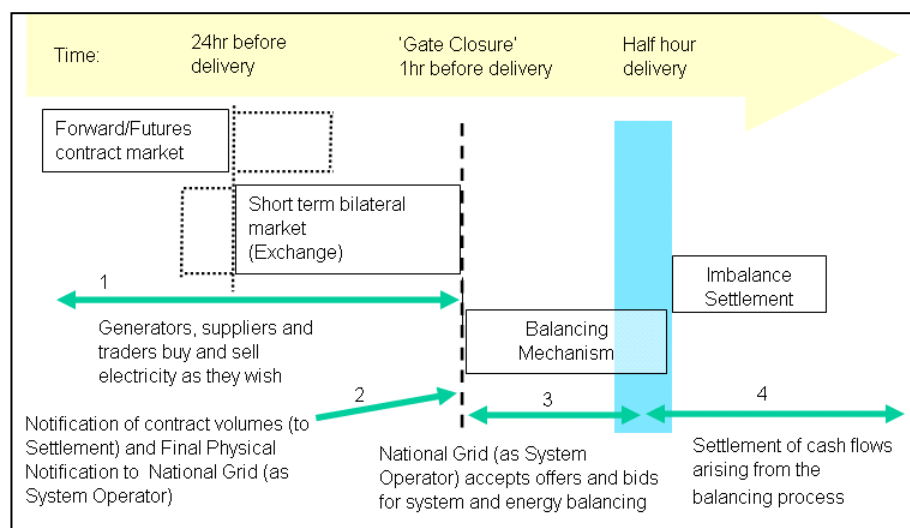 Time:
24hr before
delivery
'Gate Closure'
1hr before delivery
Half hour
delivery
Forward/Futures
contract market
Short term bilateral
market
(Exchange)
Imbalance
Settlement
1
Generators, suppliers and
traders buy and sell
electricity as they wish
Balancing
Mechanism
2
3
4
Notification of contract volumes (to
Settlement) and Final Physical
Notification to National Grid (as
System Operator)
National Grid (as System
Operator) accepts offers and bids
for system and energy balancing
Settlement of cash flows
arising from the
balancing process